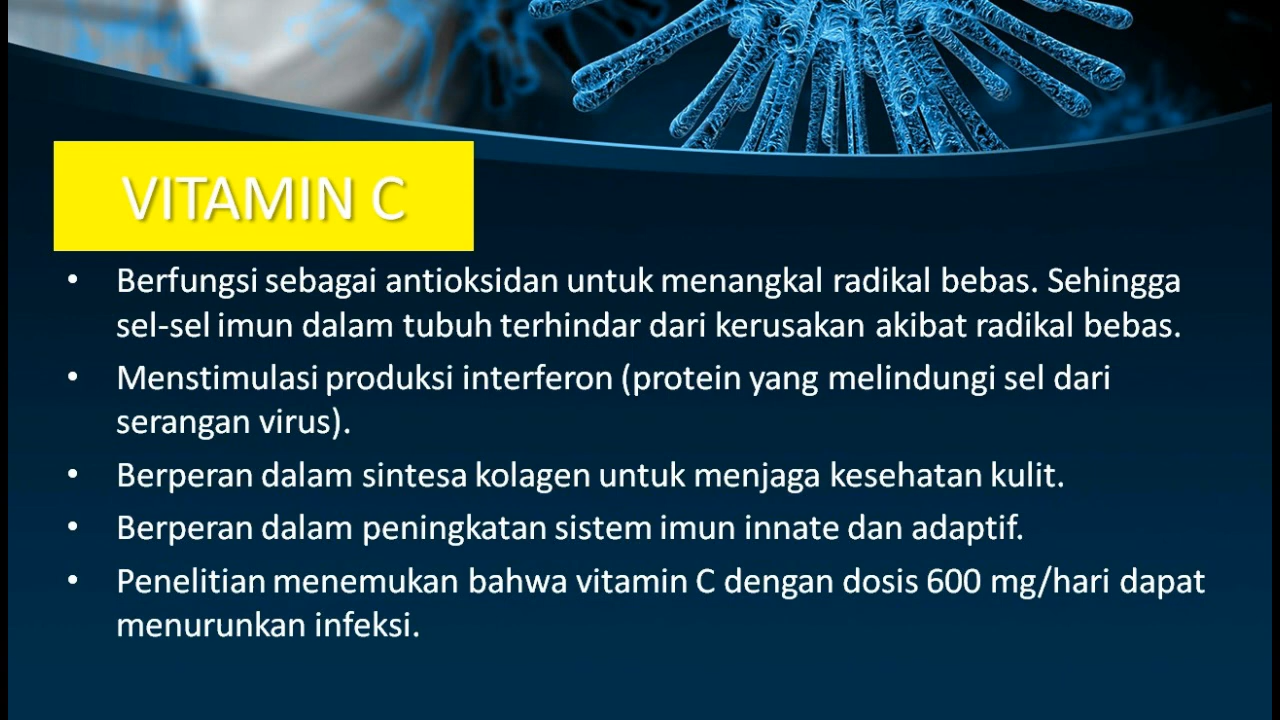 VITAMIN C
• Berfungsi sebagai antioksidan untuk menangkal radikal bebas. Sehingga
sel-sel imun dalam tubuh terhindar dari kerusakan akibat radikal bebas.
• Menstimulasi produksi interferon (protein yang melindungi sel dari
serangan virus).
• Berperan dalam sintesa kolagen untuk menjaga kesehatan kulit.
• Berperan dalam peningkatan sistem imun innate dan adaptif.
• Penelitian menemukan bahwa vitamin C dengan dosis 600 mg/hari dapat
menurunkan infeksi.